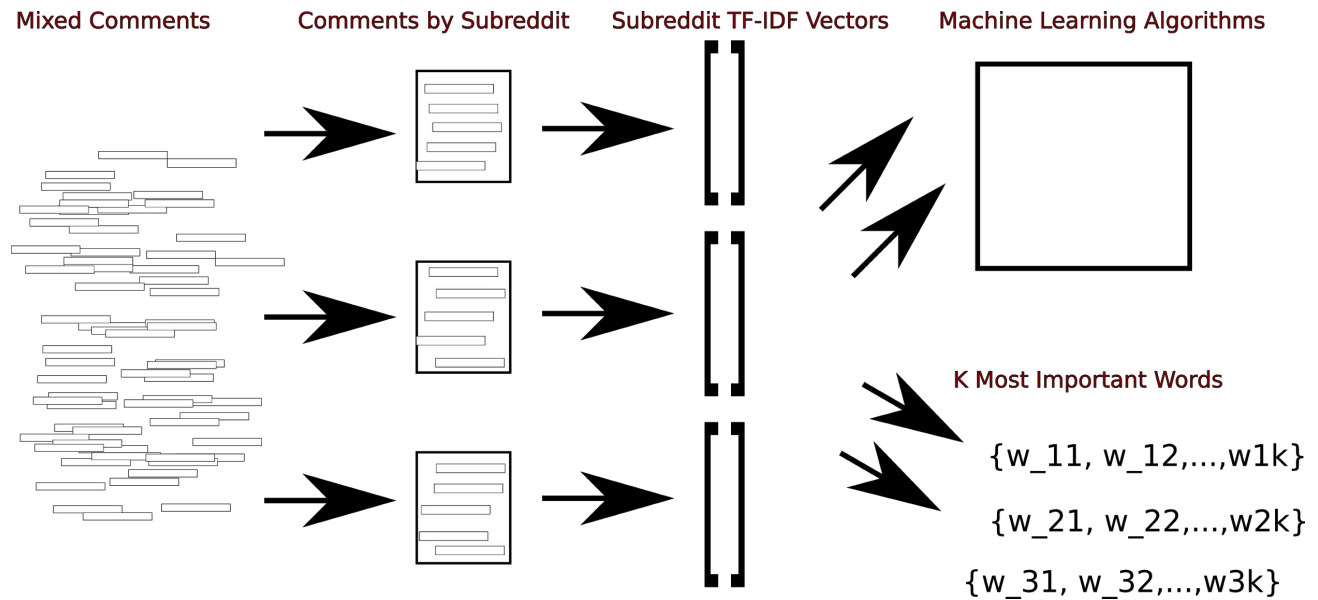 Mixed Comments
Comments by Subreddit
Subreddit TF-IDF Vectors
Machine Learning Algorithms
K Most Important Words
{w_11, w_12,...,w1k}
{w_21, w_22,...,w2k}
{w_31, w_32,...,w3k}